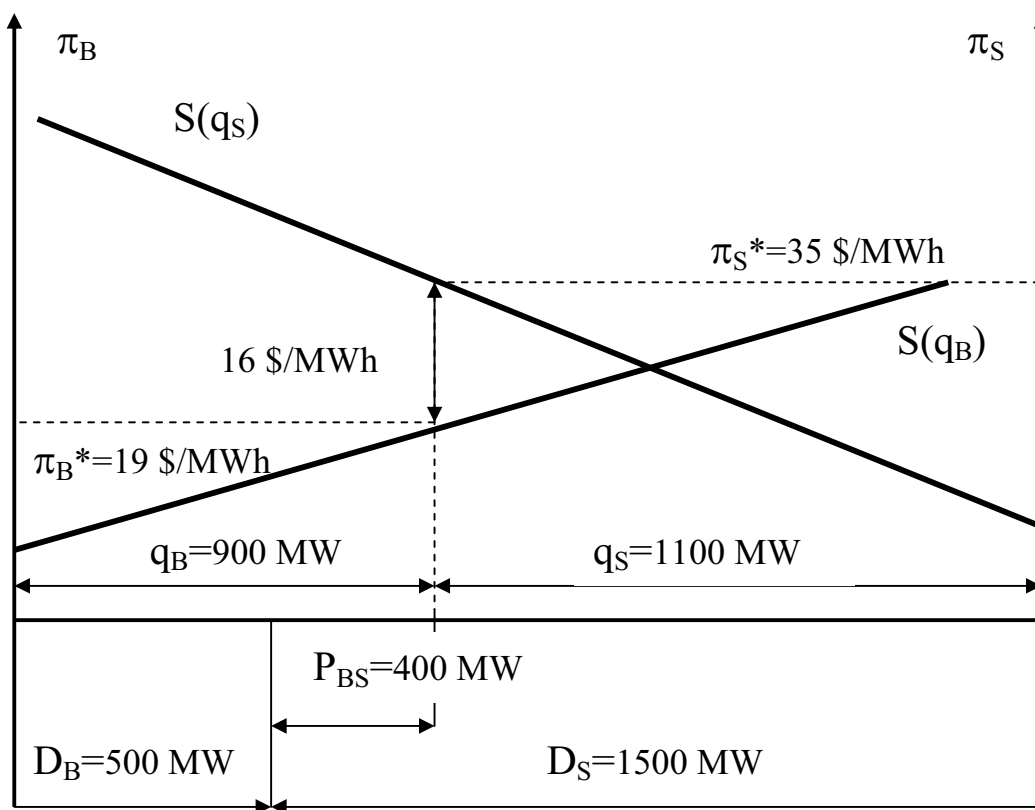 π_B
π_S
S(q_S)
π_S*=35 $/MWh
S(q_B)
16 $/MWh
π_B*=19 $/MWh
q_B=900 MW
q_S=1100 MW
P_BS=400 MW
D_B=500 MW
D_S=1500 MW